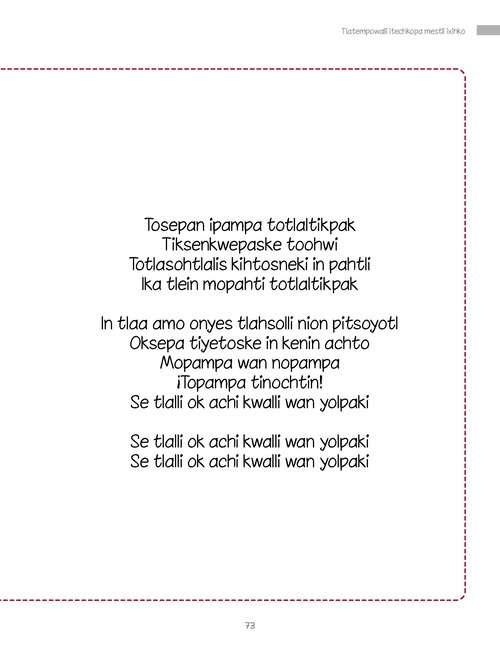 Tlatempowalli itechkopa mestli ixihko
Tosepan ipampa totlaltikpak
Tiksenkwepaske toohwi
Totlasohtlalis kihtosneki in pahtli
Ika tlein mopahti totlaltikpak
In tlaa amo onyes tlahsolli nion pitsoyotl
Oksepa tiyetoske in kenin achto
Mopampa wan nopampa
¡Topampa tinochtin!
Se tlalli ok achi kwalli wan yolpaki
Se tlalli ok achi kwalli wan yolpaki
Se tlalli ok achi kwalli wan yolpaki
73